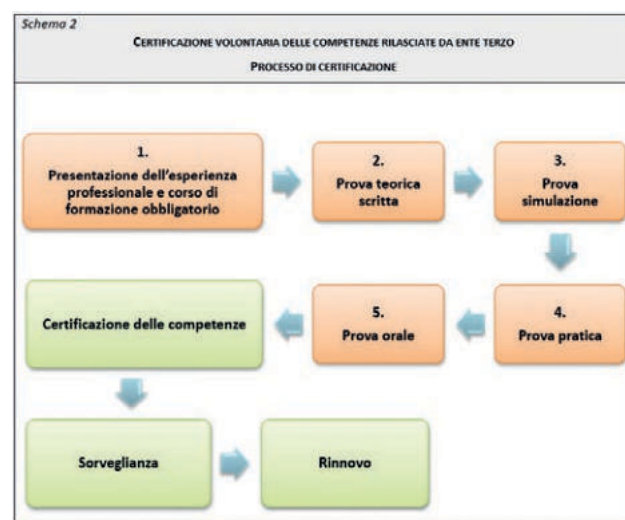 Schema 2
CERTIFICAZIONE VOLONTARIA DELLE COMPETENZE RILASCIATE DA ENTE TERZO
PROCESSO DI CERTIFICAZIONE
1.
Presentazione dell'esperienza
professionale e corso di
formazione obbligatorio
2.
Prova teorica
scritta
3.
Prova
simulazione
4.
Prova pratica
5.
Prova orale
Certificazione delle competenze
Sorveglianza
Rinnovo